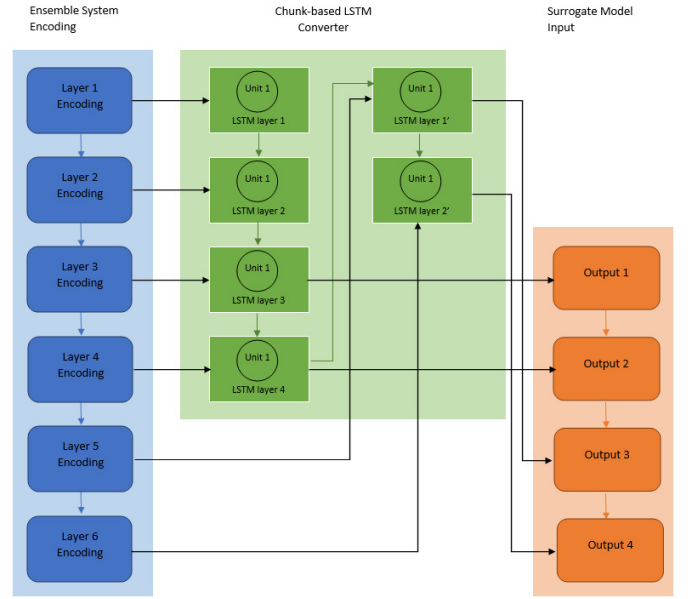 Ensemble System
Encoding
Chunk-based LSTM
Converter
Surrogate Model
Input
Layer 1
Encoding
Layer 2
Encoding
Layer 3
Encoding
Layer 4
Encoding
Layer 5
Encoding
Layer 6
Encoding
Unit 1
LSTM layer 1
Unit 1
LSTM layer 2
Unit 1
LSTM layer 3
Unit 1
LSTM layer 4
Unit 1
LSTM layer 1'
Unit 1
LSTM layer 2'
Output 1
Output 2
Output 3
Output 4